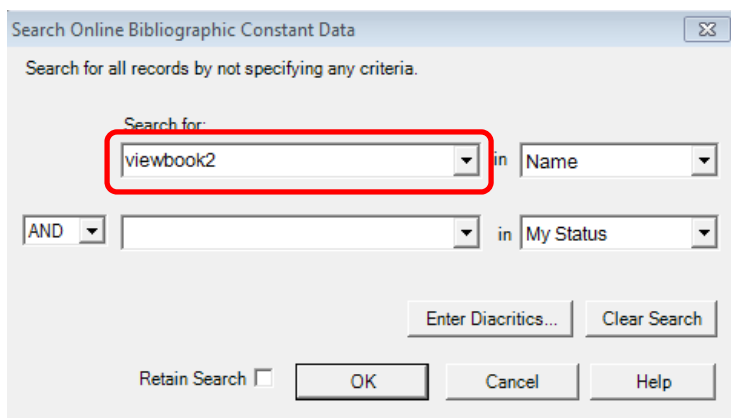 Search Online Bibliographic Constant Data
Search for all records by not specifying any criteria.
Search for:
viewbook2 in Name
AND in My Status
Enter Diacritics... Clear Search
Retain Search OK Cancel Help